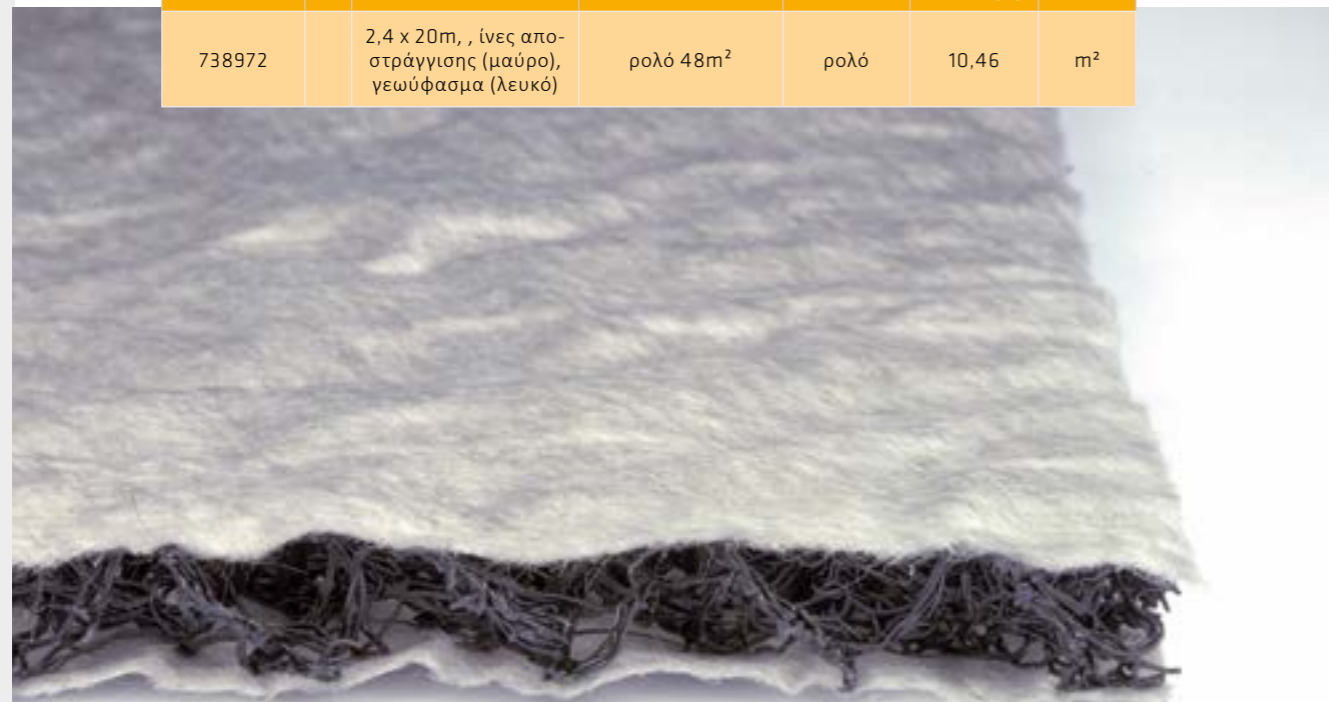 738972
2,4 x 20m, , ίνες απο-
στράγγισης (μαύρο),
γεωύφασμα (λευκό)
ρολό 48m²
ρολό
10,46
m²